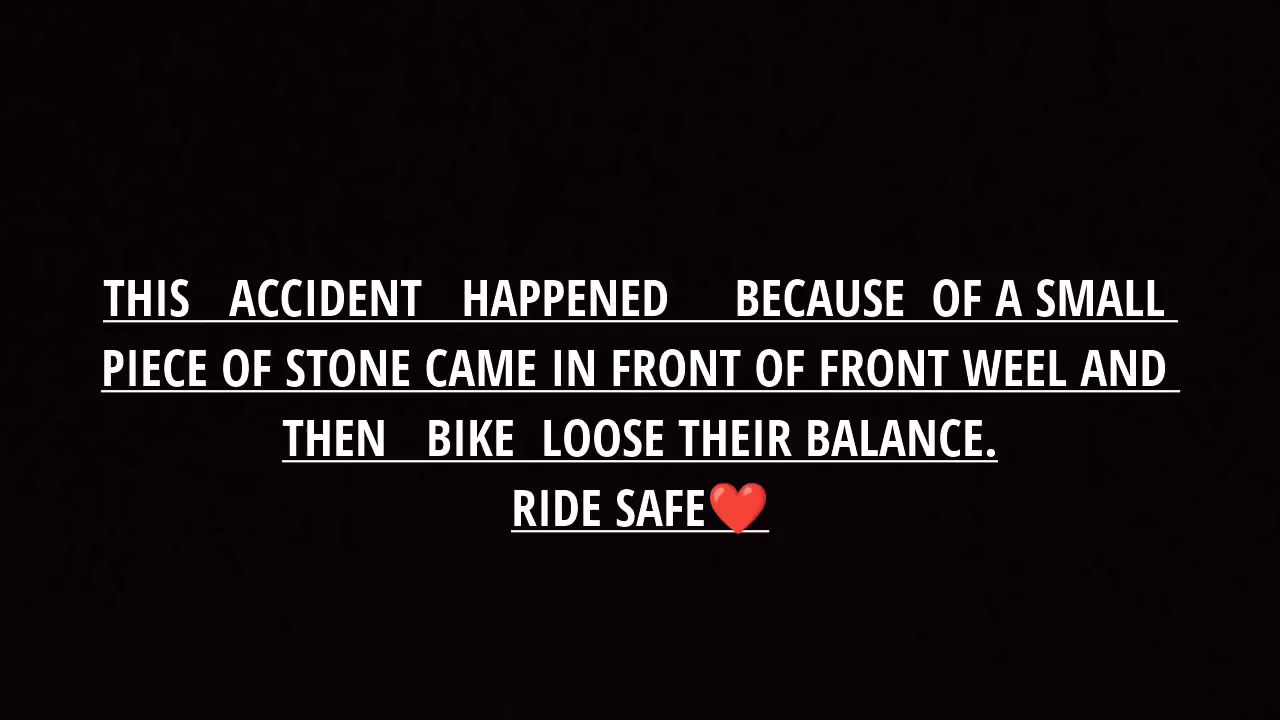 THIS ACCIDENT HAPPENED BECAUSE OF A SMALL
PIECE OF STONE CAME IN FRONT OF FRONT WEEL AND
THEN BIKE LOOSE THEIR BALANCE.
RIDE SAFE❤️